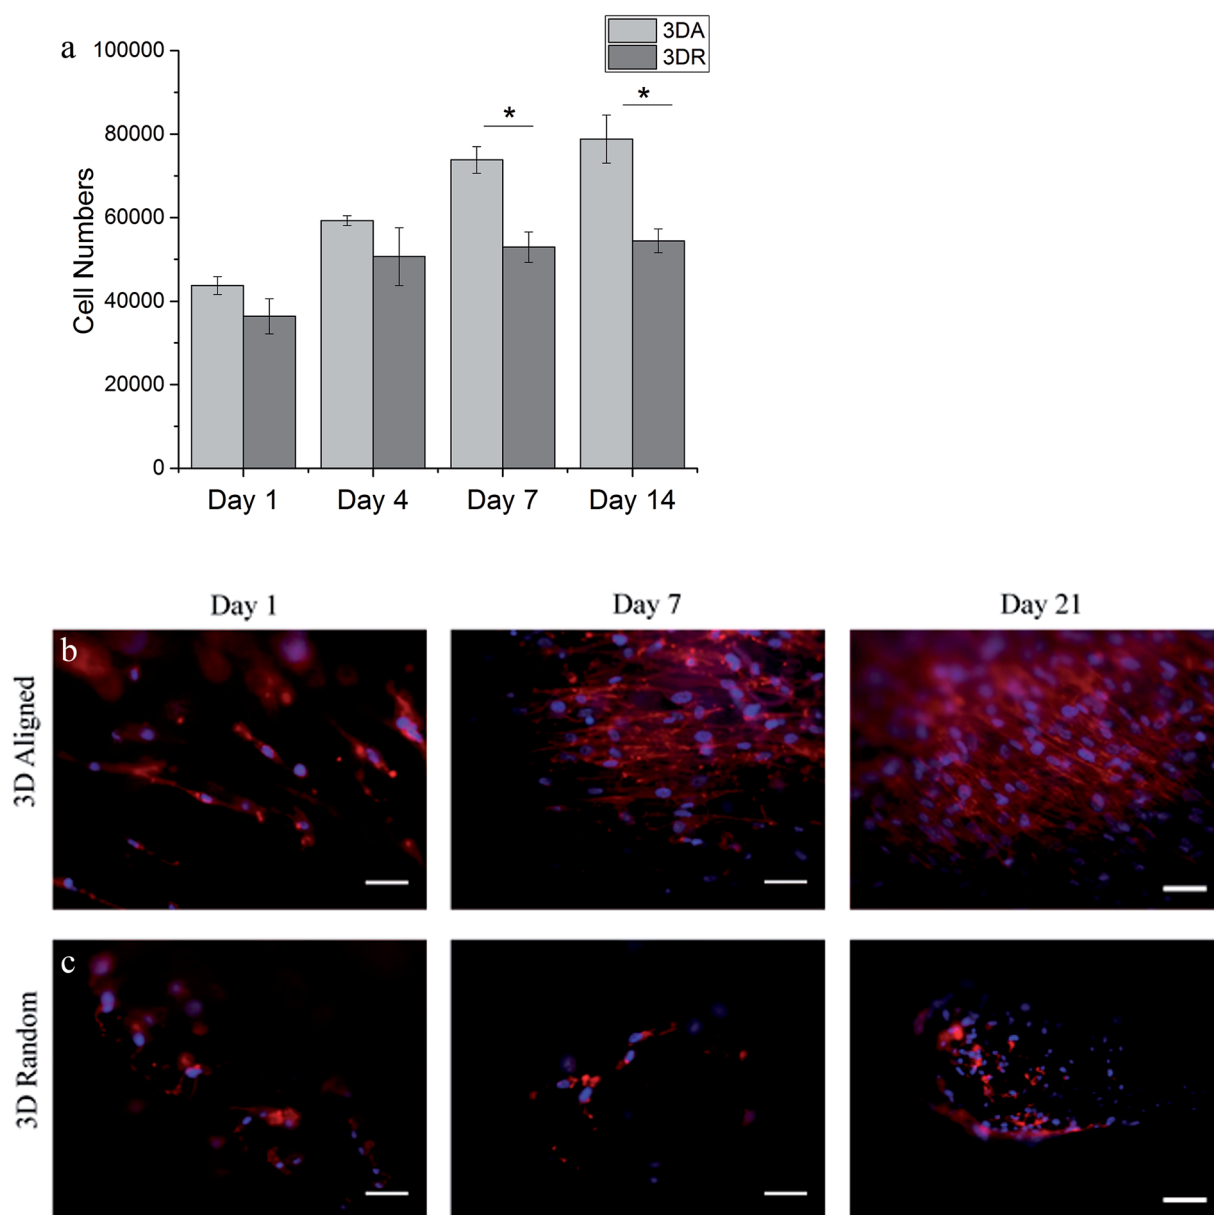 a
3DA
3DR
*
*
100000
80000
60000
40000
20000
0
Cell Numbers
Day 1 Day 4 Day 7 Day 14
Day 1 Day 7 Day 21
3D Aligned
b
3D Random
c